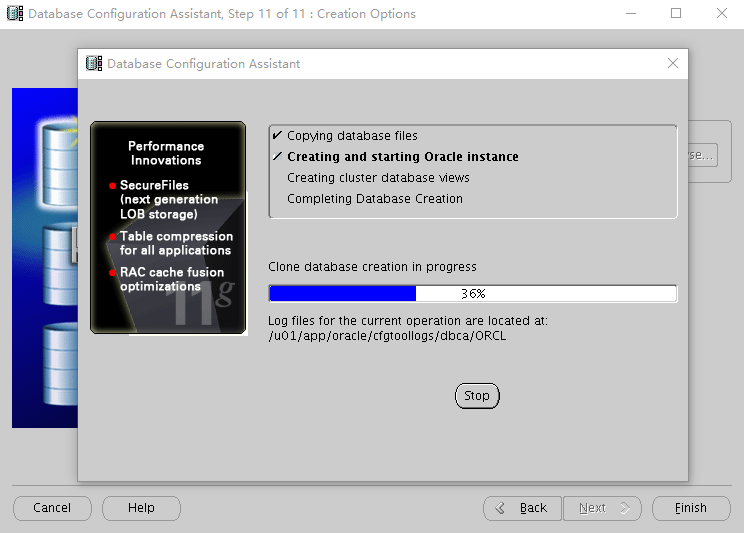 Database Configuration Assistant, Step 11 of 11 : Creation Options
Database Configuration Assistant
Performance
Innovations
SecureFiles
(next generation
LOB storage)
Table compression
for all applications
RAC cache fusion
optimizations
11g
Copying database files
Creating and starting Oracle instance
Creating cluster database views
Completing Database Creation
Clone database creation in progress
36%
Log files for the current operation are located at:
/u01/app/oracle/cfgtoollogs/dbca/ORCL
Stop
Cancel
Help
Back
Next
Finish